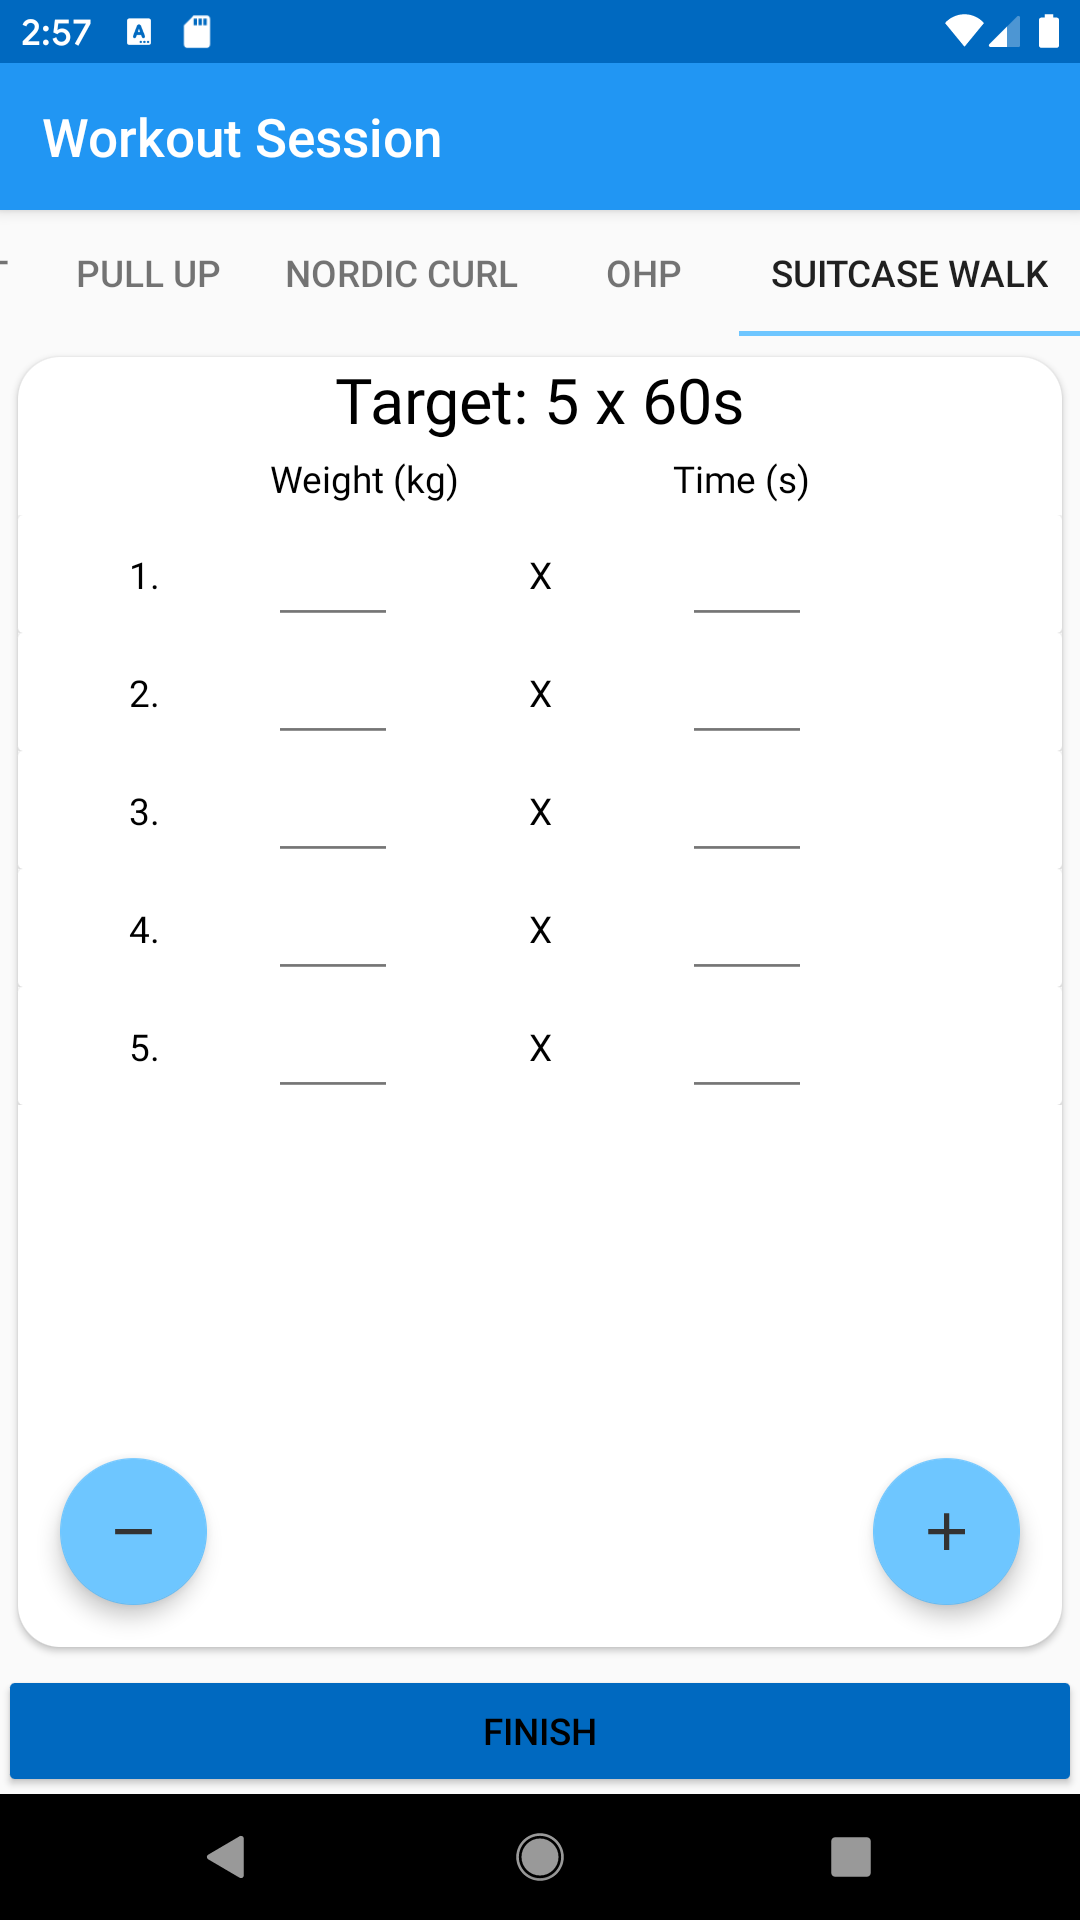 2:57
Workout Session
PULL UP NORDIC CURL OHP SUITCASE WALK
Target: 5 x 60s
Weight (kg) Time (s)
1. X
2. X
3. X
4. X
5. X
FINISH